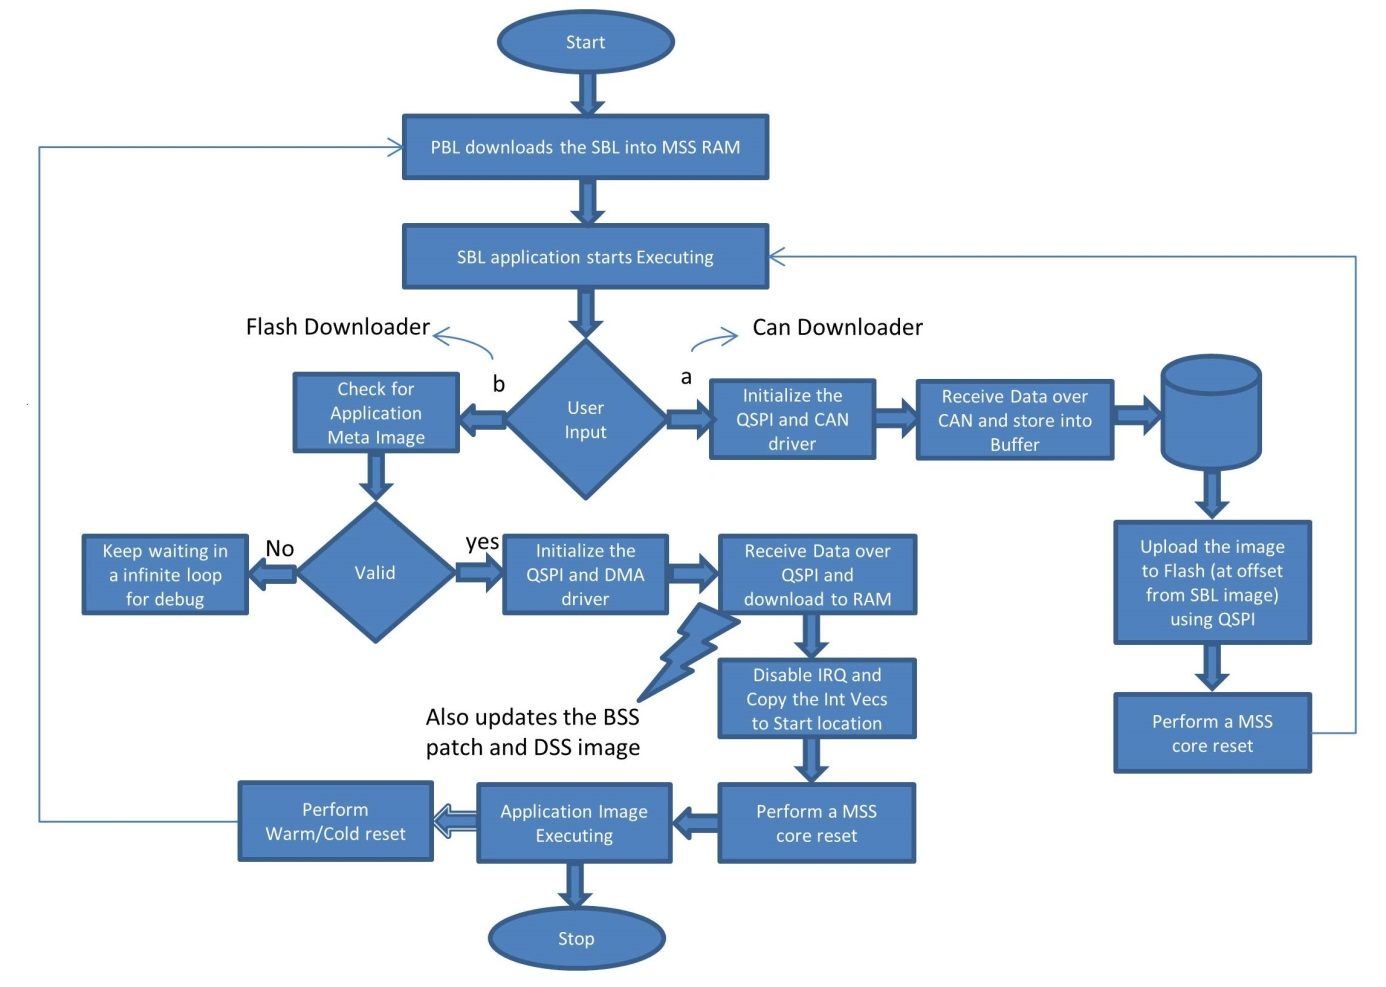 Start
PBL downloads the SBL into MSS RAM
SBL application starts Executing
Flash Downloader
Can Downloader
b
a
User
Input
Check for
Application
Meta Image
Initialize the
QSPI and CAN
driver
Receive Data over
CAN and store into
Buffer
Upload the image
to Flash (at offset
from SBL image)
using QSPI
Perform a MSS
core reset
Valid
No
yes
Keep waiting in
a infinite loop
for debug
Initialize the
QSPI and DMA
driver
Receive Data over
QSPI and
download to RAM
Also updates the BSS
patch and DSS image
Disable IRQ and
Copy the Int Vecs
to Start location
Perform a MSS
core reset
Application Image
Executing
Perform
Warm/Cold reset
Stop